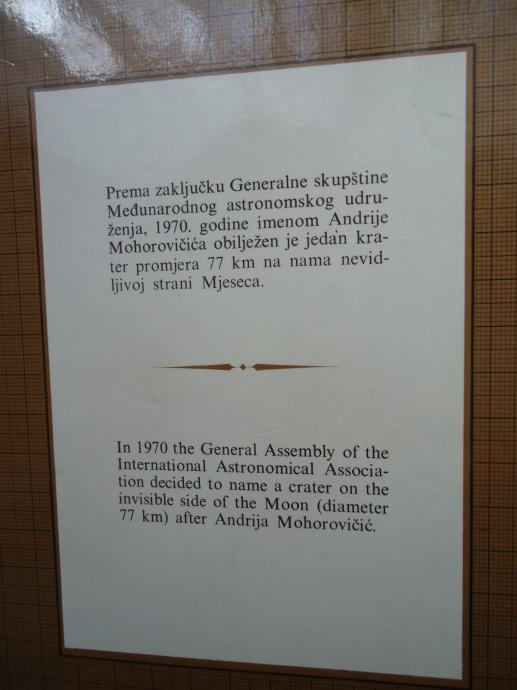 Prema zaključku Generalne skupštine
Međunarodnog astronomskog udru-
ženja, 1970. godine imenom Andrije
Mohorovičića obilježen je jedan kra-
ter promjera 77 km na nama nevid-
ljivoj strani Mjeseca.
In 1970 the General Assembly of the
International Astronomical Associa-
tion decided to name a crater on the
invisible side of the Moon (diameter
77 km) after Andrija Mohorovičić.